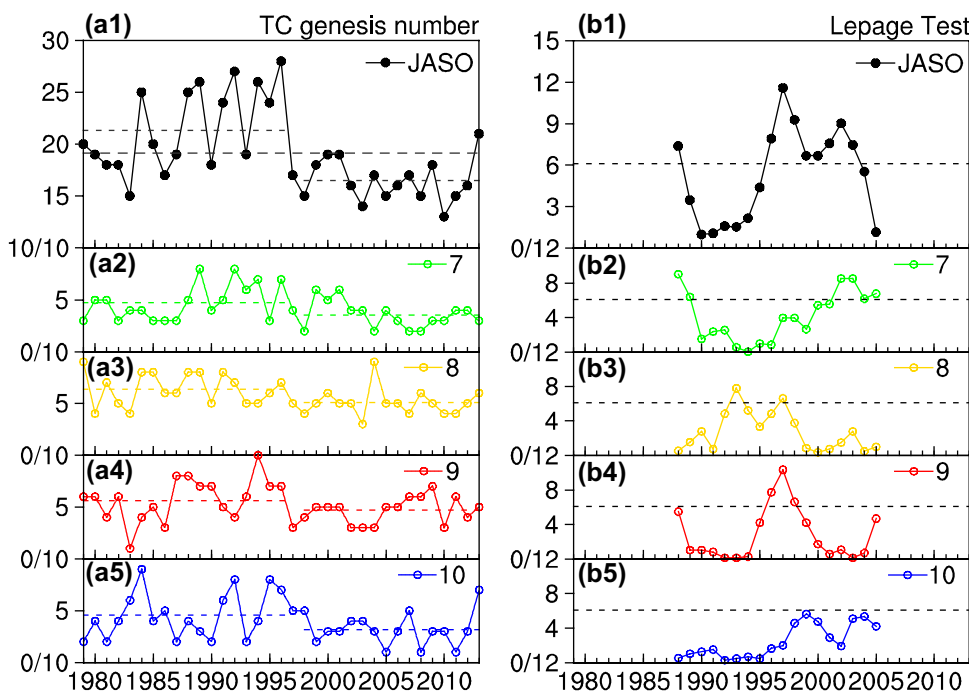 (a1) TC genesis number
30
JASO
25
20
15
10/10
(a2) 7
5
0/10
(a3) 8
5
0/10
(a4) 9
5
0/10
(a5) 10
5
0/10
1980 1985 1990 1995 2000 2005 2010
(b1) Lepage Test
15
JASO
12
9
6
3
0/12
(b2) 7
8
4
0/12
(b3) 8
8
4
0/12
(b4) 9
8
4
0/12
(b5) 10
8
4
0/12
1980 1985 1990 1995 2000 2005 2010